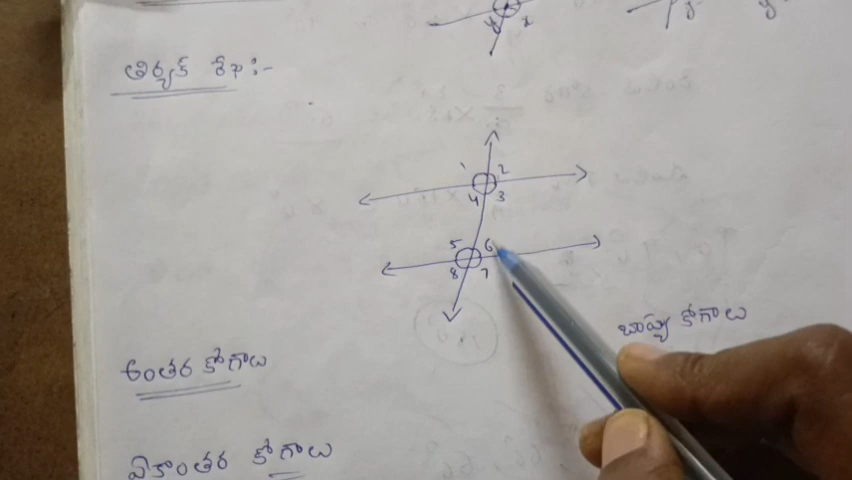 y x
తిర్యక్ రేఖ:-
1 2
4 3
5 6
8 7
బాహ్య కోణాలు
అంతర కోణాలు
ఏకాంతర కోణాలు